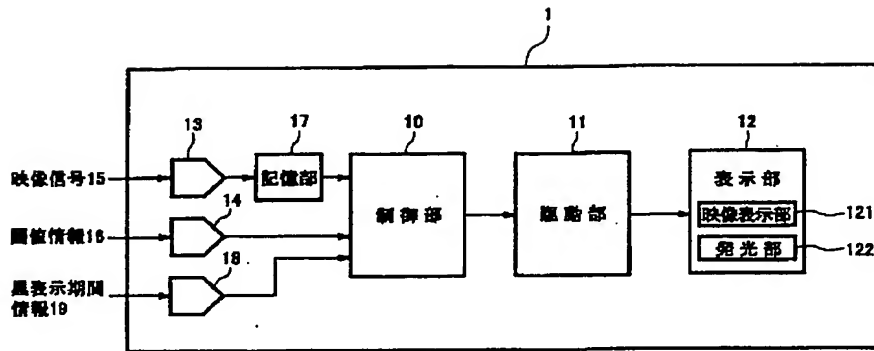 1
13
17
10
11
12
映像信号15
記憶部
制御部
駆動部
表示部
映像表示部
121
発光部
122
14
閾値情報16
18
黒表示期間
情報19